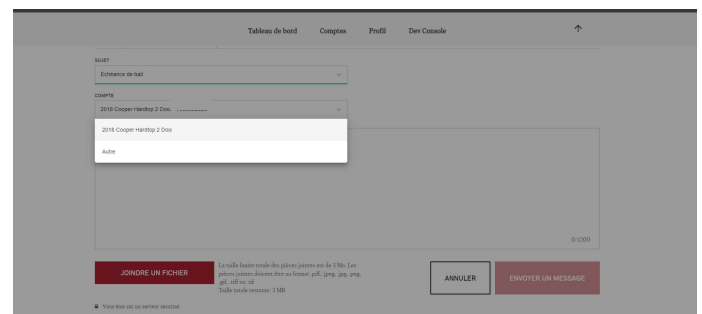 Tableau de bord Comptes Profil Dev Console
SUJET
Echéance de bail
COMPTE
2018 Cooper Hardtop 2 Doo
2018 Cooper Hardtop 2 Doo
Autre
0/1200
JOINDRE UN FICHIER
La taille limite totale des pièces jointes est de 3 Mo. Les
pièces jointes doivent être au format .pdf, .jpeg, .jpg, .png,
.gif, .tiff ou .tif
Taille totale restante: 3 MB
ANNULER
ENVOYER UN MESSAGE
Vous êtes sur un serveur sécurisé